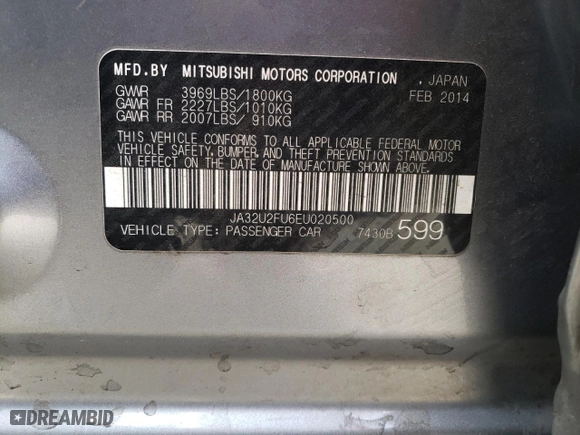 MFD.BY MITSUBISHI MOTORS CORPORATION . JAPAN
GVWR 3969LBS/1800KG FEB 2014
GAWR FR 2227LBS/1010KG
GAWR RR 2007LBS/ 910KG
THIS VEHICLE CONFORMS TO ALL APPLICABLE FEDERAL MOTOR
VEHICLE SAFETY, BUMPER, AND THEFT PREVENTION STANDARDS
IN EFFECT ON THE DATE OF MANUFACTURE SHOWN ABOVE.
JA32U2FU6EU020500
VEHICLE TYPE: PASSENGER CAR 7430B 599
DREAMBID